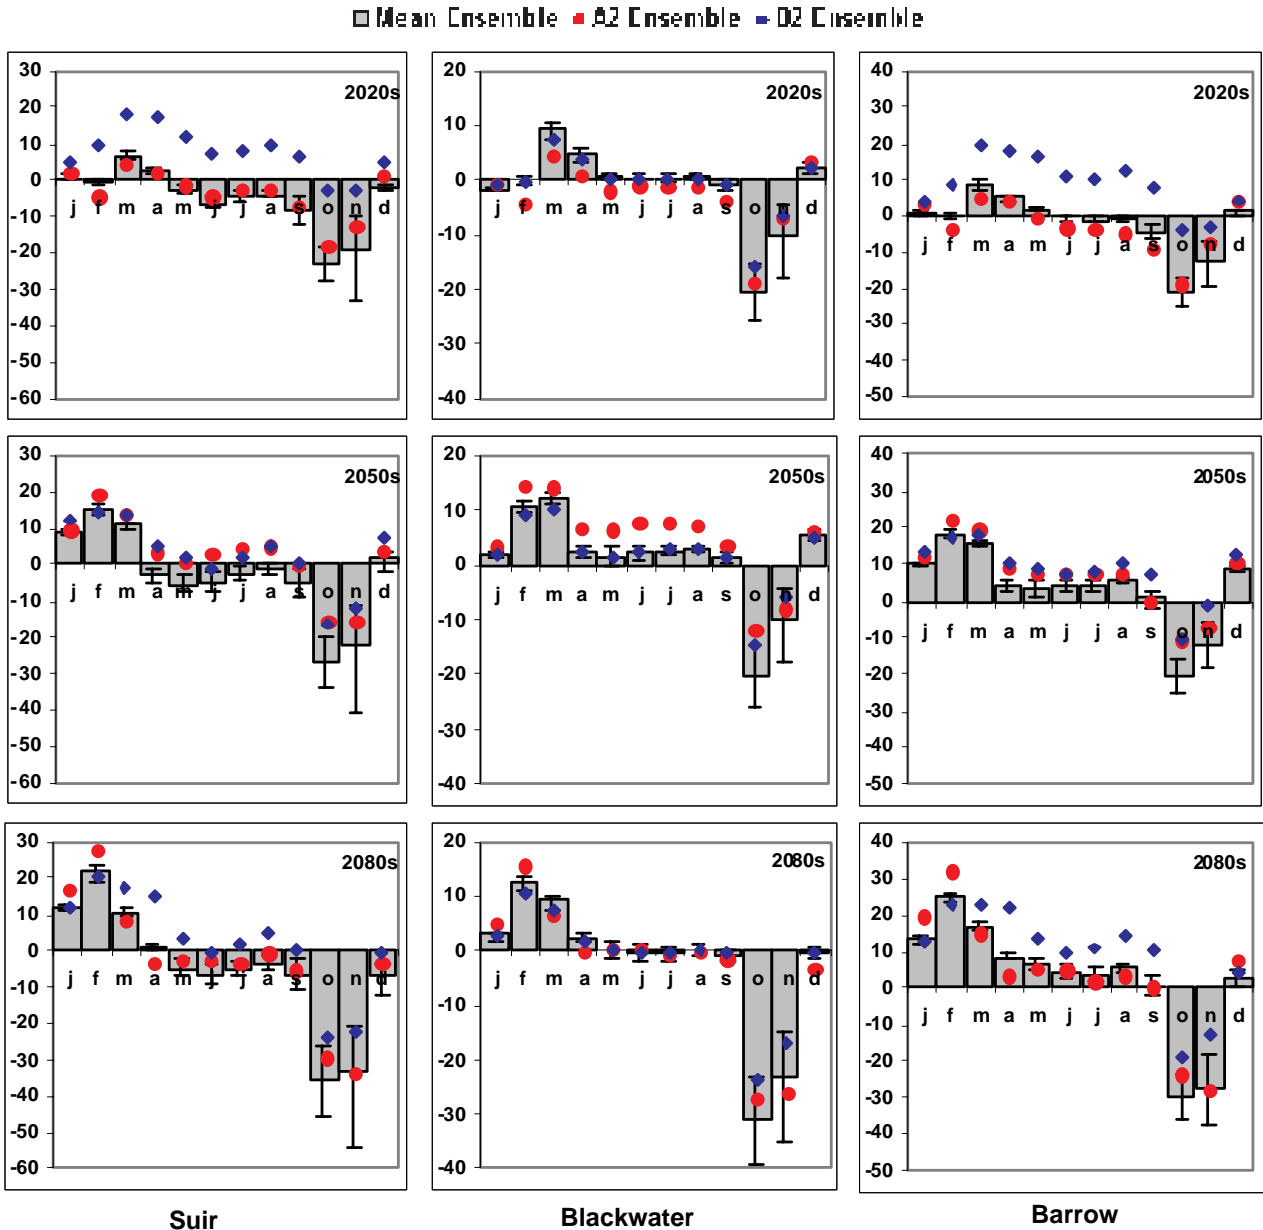 Mean Ensemble A2 Ensemble B2 Ensemble
30 20 10 0 -10 -20 -30 -40 -50 -60
2020s
j f m a m j j a s o n d
20 10 0 -10 -20 -30 -40
2020s
j f m a m j j a s o n d
40 30 20 10 0 -10 -20 -30 -40 -50
2020s
j f m a m j j a s o n d
30 20 10 0 -10 -20 -30 -40 -50 -60
2050s
j f m a m j j a s o n d
20 10 0 -10 -20 -30 -40
2050s
j f m a m j j a s o n d
40 30 20 10 0 -10 -20 -30 -40 -50
2050s
j f m a m j j a s o n d
30 20 10 0 -10 -20 -30 -40 -50 -60
2080s
j f m a m j j a s o n d
20 10 0 -10 -20 -30 -40
2080s
j f m a m j j a s o n d
40 30 20 10 0 -10 -20 -30 -40 -50
2080s
j f m a m j j a s o n d
Suir Blackwater Barrow